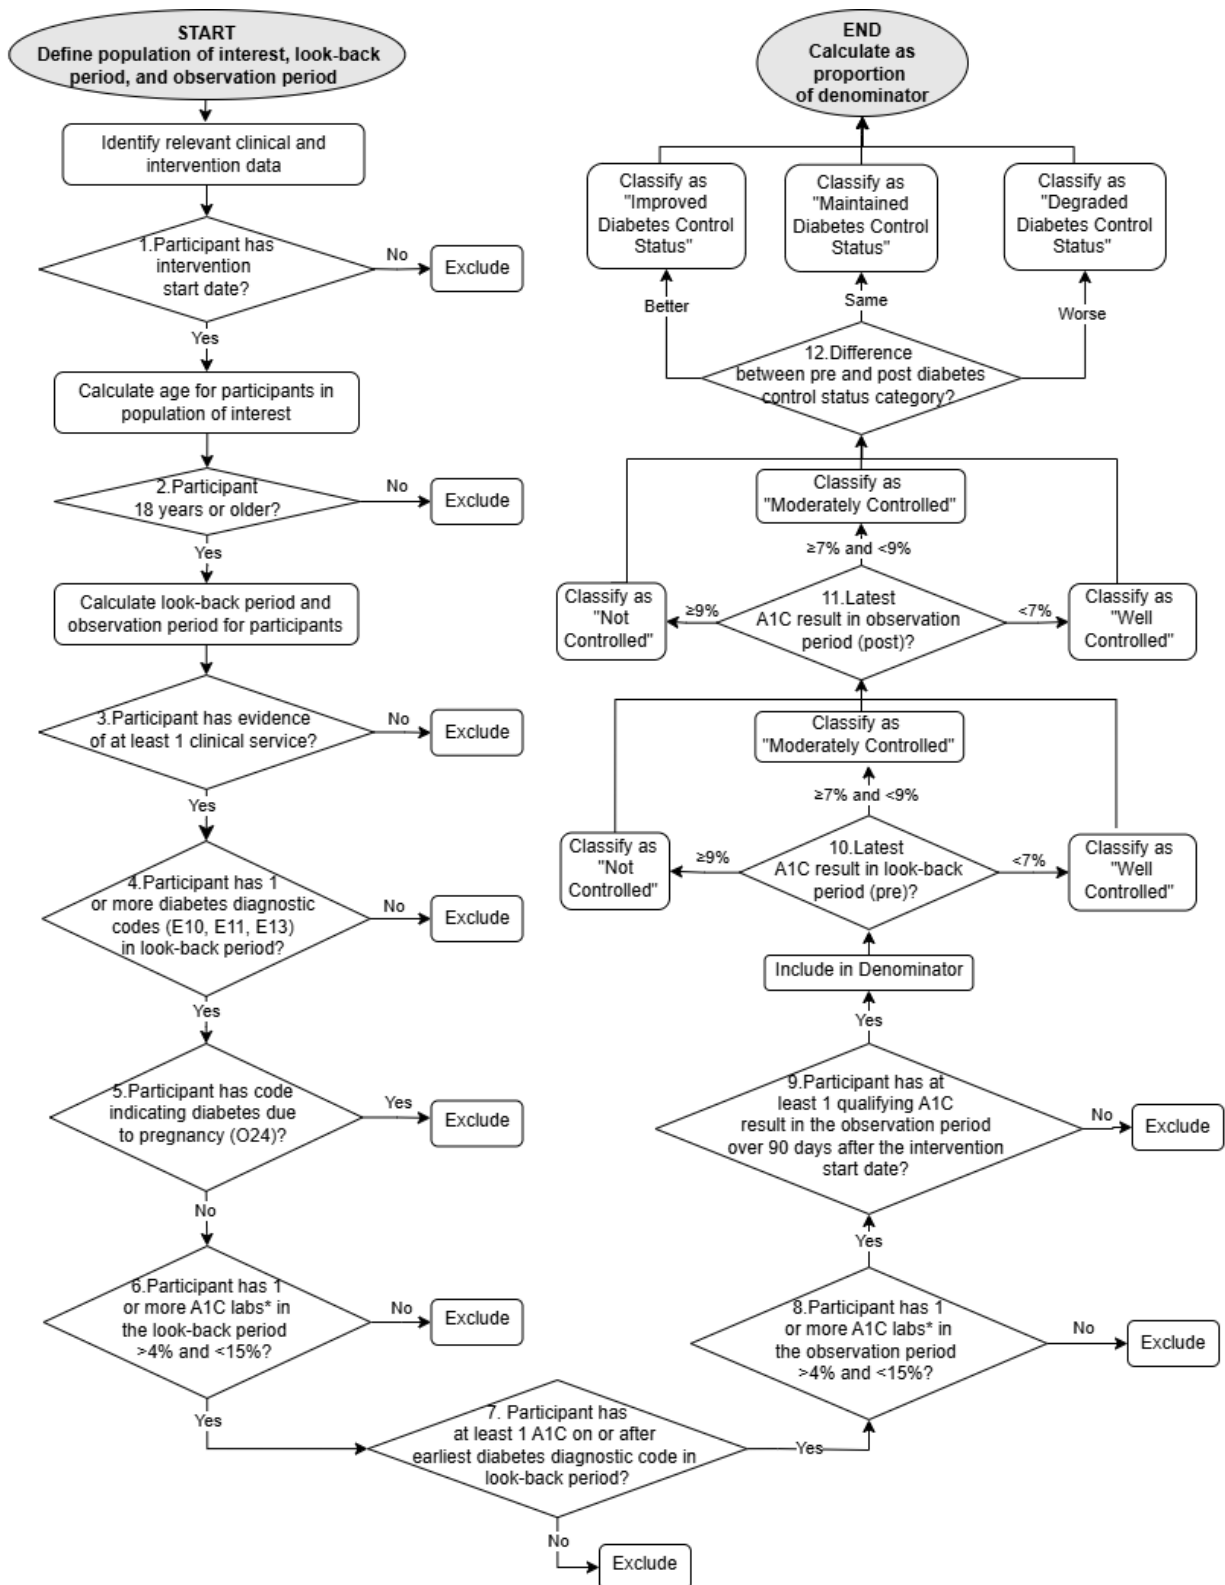 START
Define population of interest, look-back
period, and observation period
Identify relevant clinical and
intervention data
1.Participant has
intervention
start date?
No
Exclude
Yes
Calculate age for participants in
population of interest
2.Participant
18 years or older?
No
Exclude
Yes
Calculate look-back period and
observation period for participants
3.Participant has evidence
of at least 1 clinical service?
No
Exclude
Yes
4.Participant has 1
or more diabetes diagnostic
codes (E10, E11, E13)
in look-back period?
No
Exclude
Yes
5.Participant has code
indicating diabetes due
to pregnancy (O24)?
Yes
Exclude
No
6.Participant has 1
or more A1C labs* in
the look-back period
>4% and <15%?
No
Exclude
Yes
7. Participant has
at least 1 A1C on or after
earliest diabetes diagnostic code in
look-back period?
No
Exclude
Yes
8.Participant has 1
or more A1C labs* in
the observation period
>4% and <15%?
No
Exclude
Yes
9.Participant has at
least 1 qualifying A1C
result in the observation period
over 90 days after the intervention
start date?
No
Exclude
Yes
Include in Denominator
10.Latest
A1C result in look-back
period (pre)?
≥9%
Classify as
"Not
Controlled"
≥7% and <9%
Classify as
"Moderately Controlled"
<7%
Classify as
"Well
Controlled"
11.Latest
A1C result in observation
period (post)?
≥9%
Classify as
"Not
Controlled"
≥7% and <9%
Classify as
"Moderately Controlled"
<7%
Classify as
"Well
Controlled"
12.Difference
between pre and post diabetes
control status category?
Better
Classify as
"Improved
Diabetes Control
Status"
Same
Classify as
"Maintained
Diabetes Control
Status"
Worse
Classify as
"Degraded
Diabetes Control
Status"
END
Calculate as
proportion
of denominator